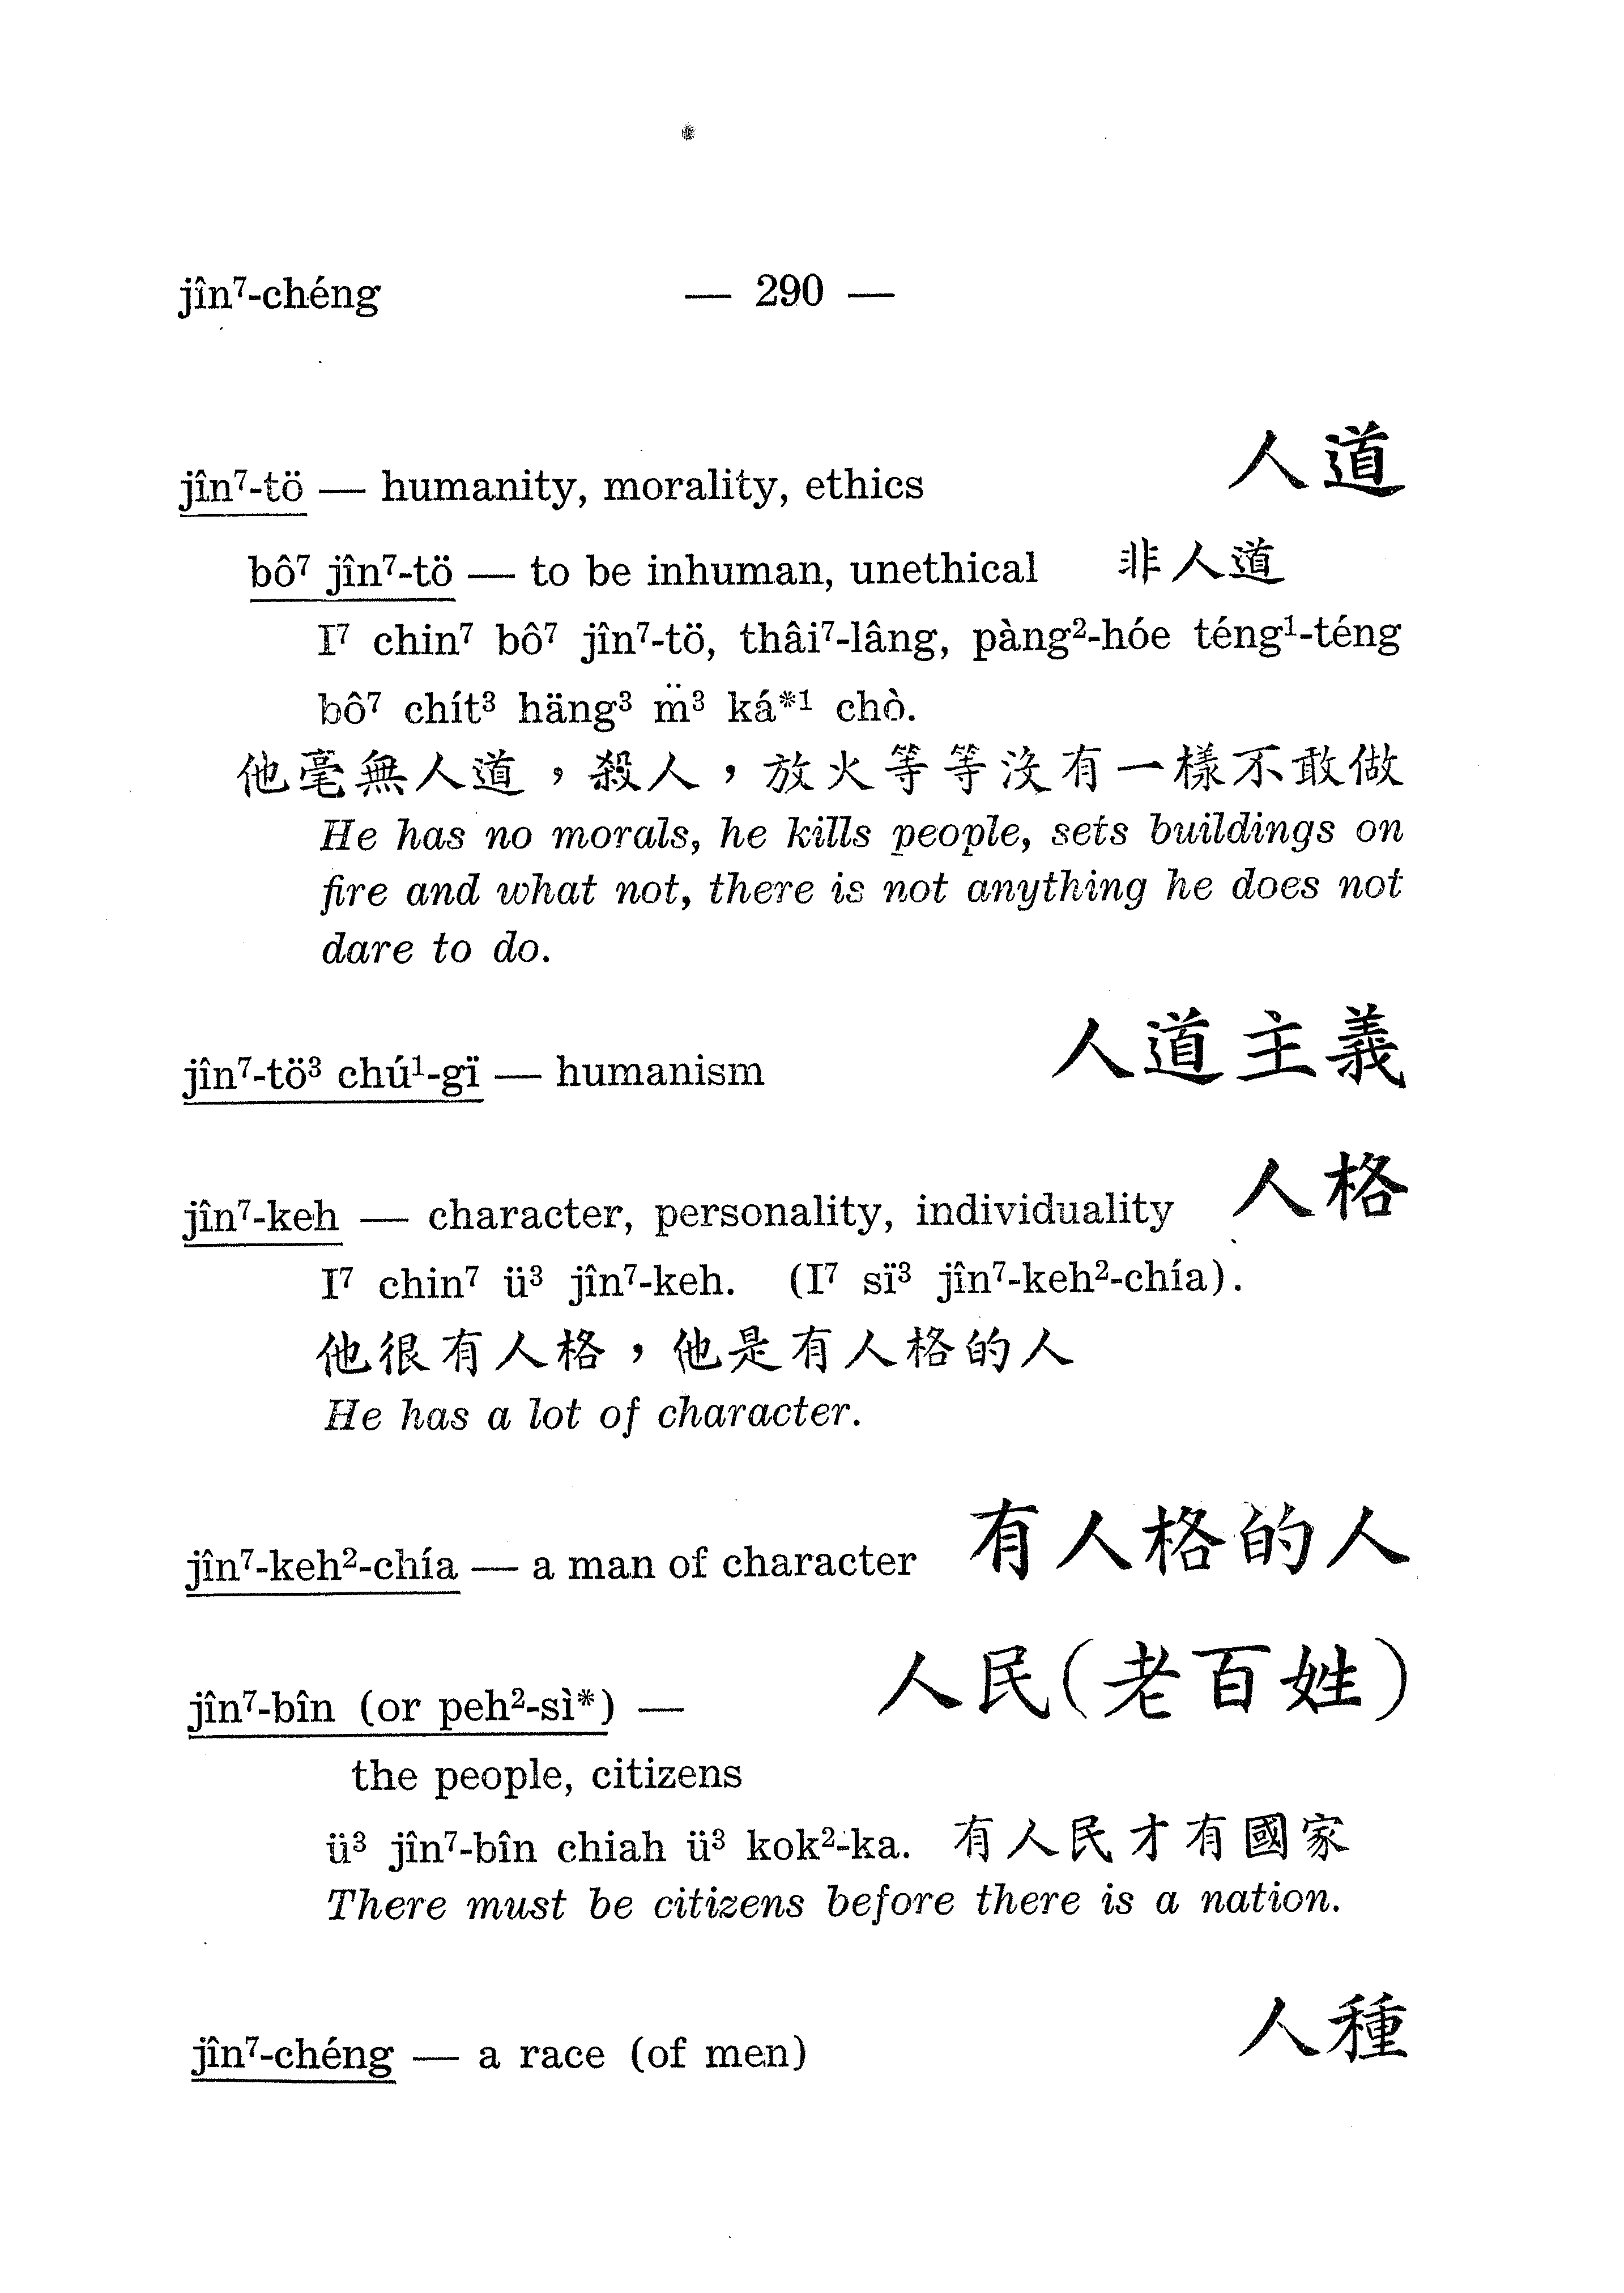 jîn⁷-chéng — 290 —
jîn⁷-tö — humanity, morality, ethics 人道
bô⁷ jîn⁷-tö — to be inhuman, unethical 非人道
I⁷ chin⁷ bô⁷ jîn⁷-tö, thâi⁷-lâng, pàng²-hóe téng¹-téng
bô⁷ chít³ häng³ m̈³ ká*¹ chò.
他毫無人道，殺人，放火等等沒有一樣不敢做
He has no morals, he kills people, sets buildings on
fire and what not, there is not anything he does not
dare to do.
jîn⁷-tö³ chú¹-gï — humanism 人道主義
jîn⁷-keh — character, personality, individuality 人格
I⁷ chin⁷ ü³ jîn⁷-keh. (I⁷ sï³ jîn⁷-keh²-chía).
他很有人格，他是有人格的人
He has a lot of character.
jîn⁷-keh²-chía — a man of character 有人格的人
jîn⁷-bîn (or peh²-sì*) — 人民(老百姓)
the people, citizens
ü³ jîn⁷-bîn chiah ü³ kok²-ka. 有人民才有國家
There must be citizens before there is a nation.
jîn⁷-chéng — a race (of men) 人種